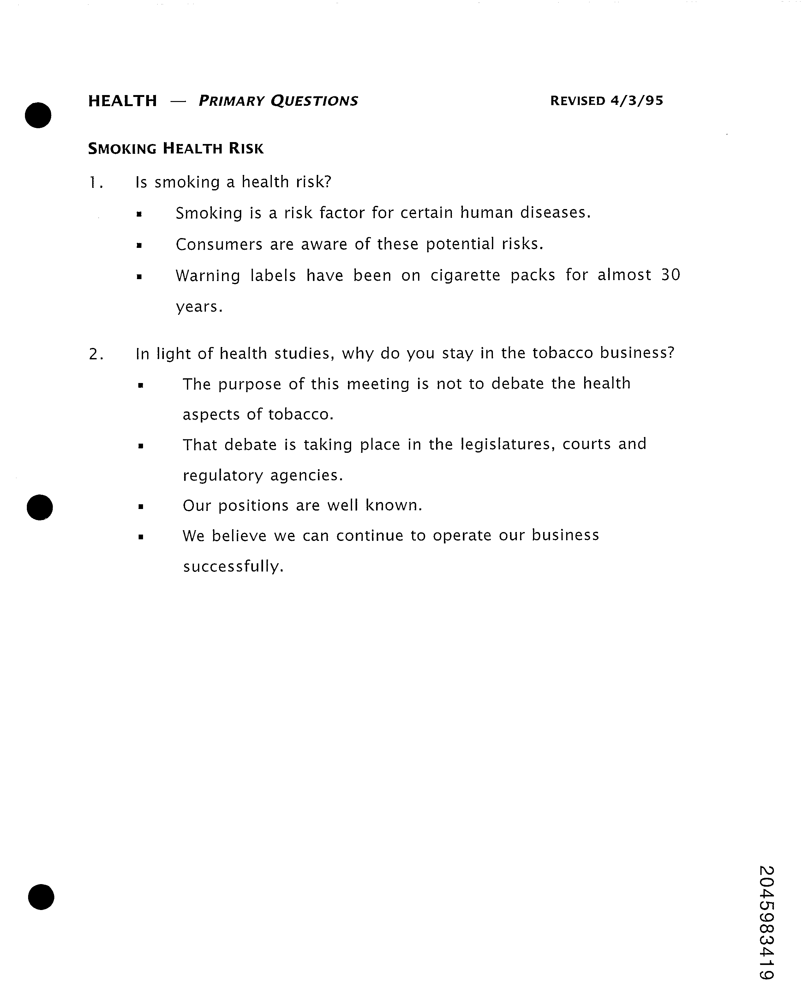 HEALTH — PRIMARY QUESTIONS REVISED 4/3/95
SMOKING HEALTH RISK
1. Is smoking a health risk?
▪ Smoking is a risk factor for certain human diseases.
▪ Consumers are aware of these potential risks.
▪ Warning labels have been on cigarette packs for almost 30
years.
2. In light of health studies, why do you stay in the tobacco business?
▪ The purpose of this meeting is not to debate the health
aspects of tobacco.
▪ That debate is taking place in the legislatures, courts and
regulatory agencies.
▪ Our positions are well known.
▪ We believe we can continue to operate our business
successfully.
2045983419